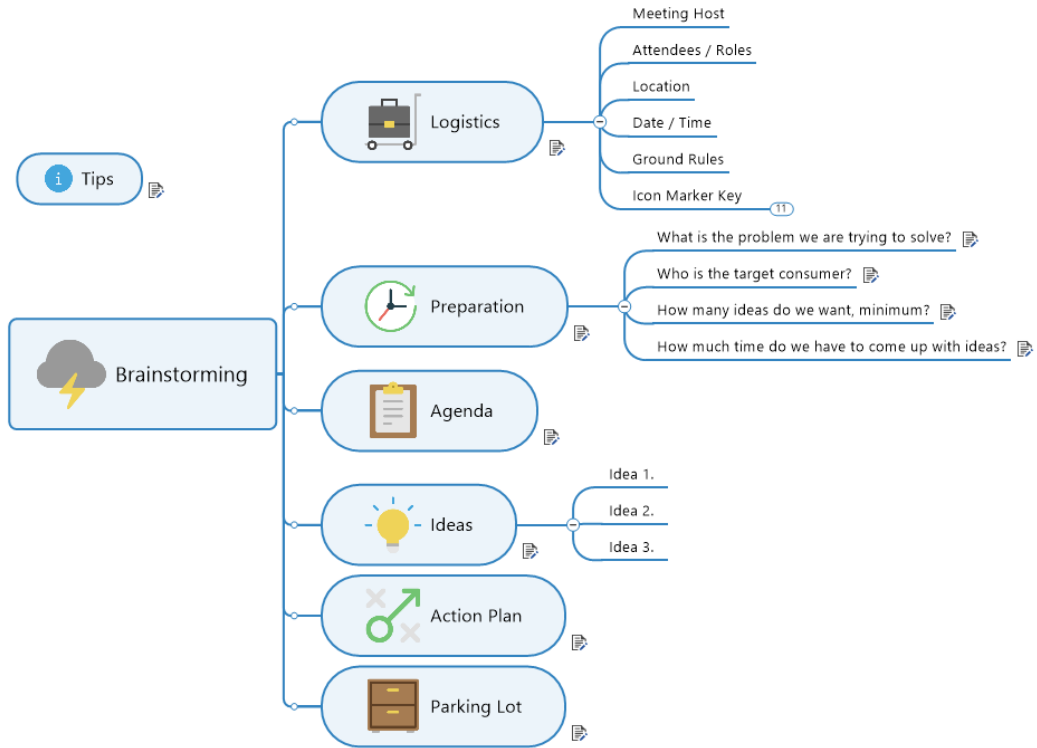 Tips
Brainstorming
Logistics
Meeting Host
Attendees / Roles
Location
Date / Time
Ground Rules
Icon Marker Key
11
Preparation
What is the problem we are trying to solve?
Who is the target consumer?
How many ideas do we want, minimum?
How much time do we have to come up with ideas?
Agenda
Ideas
Idea 1.
Idea 2.
Idea 3.
Action Plan
Parking Lot